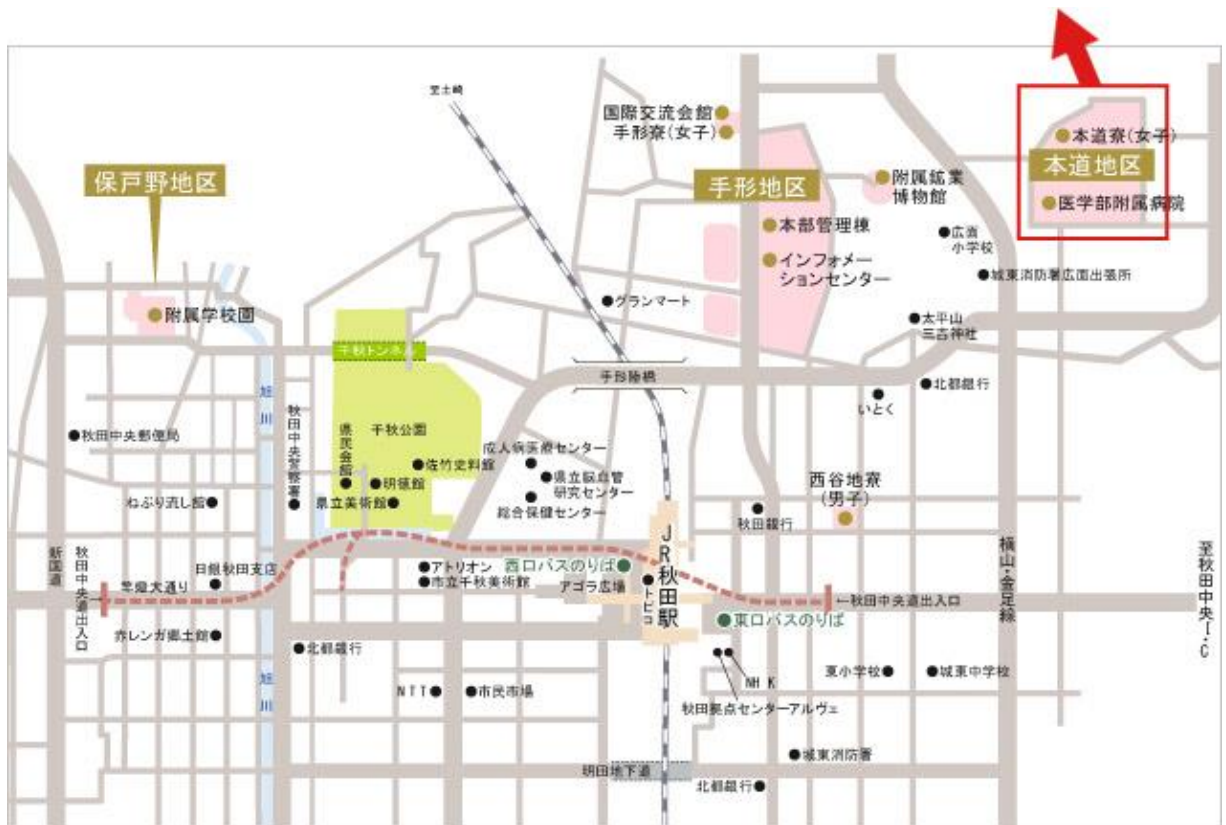 至土崎
国際交流会館
手形寮(女子)
本道寮(女子)
本道地区
医学部附属病院
保戸野地区
手形地区
附属鉱業
博物館
本部管理棟
インフォメー
ションセンター
広面
小学校
城東消防署広面出張所
附属学校園
グランマート
太平山
三吉神社
千秋トンネル
手形陸橋
北都銀行
いとく
旭
川
秋田中央警察署
県民会館
千秋公園
秋田中央郵便局
成人病医療センター
佐竹史料館
県立脳血管
研究センター
明徳館
西谷地寮
(男子)
ねぶり流し館
県立美術館
総合保健センター
秋田銀行
JR秋田駅
横山・金足線
至秋田中央I・C
新国道
秋田中央道出入口
日銀秋田支店
アトリオン
西口バスのりば
市立千秋美術館
アゴラ広場
トピコ
←秋田中央道出入口
竿燈大通り
東口バスのりば
赤レンガ郷土館
北都銀行
旭
川
NTT
市民市場
NHK
東小学校
城東中学校
秋田拠点センターアルヴェ
城東消防署
明田地下道
北都銀行